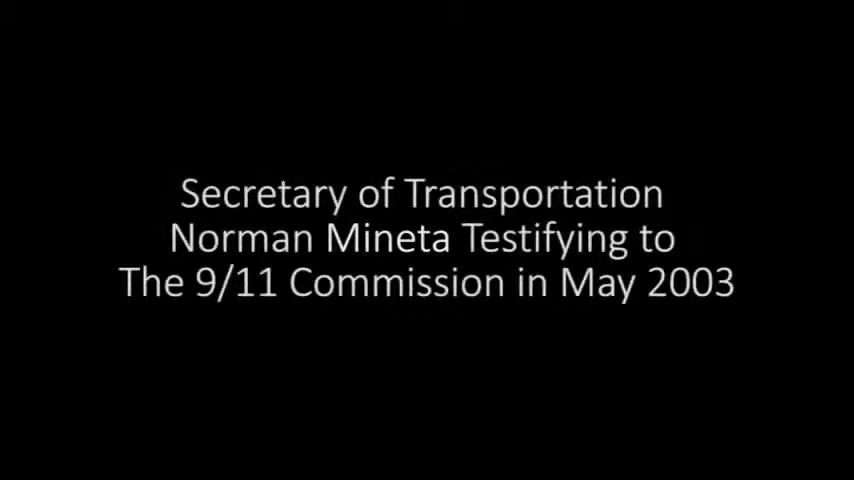 Secretary of Transportation
Norman Mineta Testifying to
The 9/11 Commission in May 2003